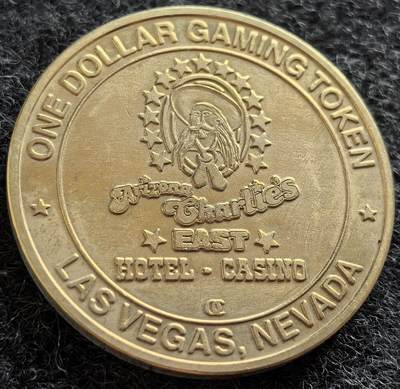 ONE DOLLAR GAMING TOKEN
Arizona
Charlie's
EAST
HOTEL - CASINO
CC
LAS VEGAS, NEVADA